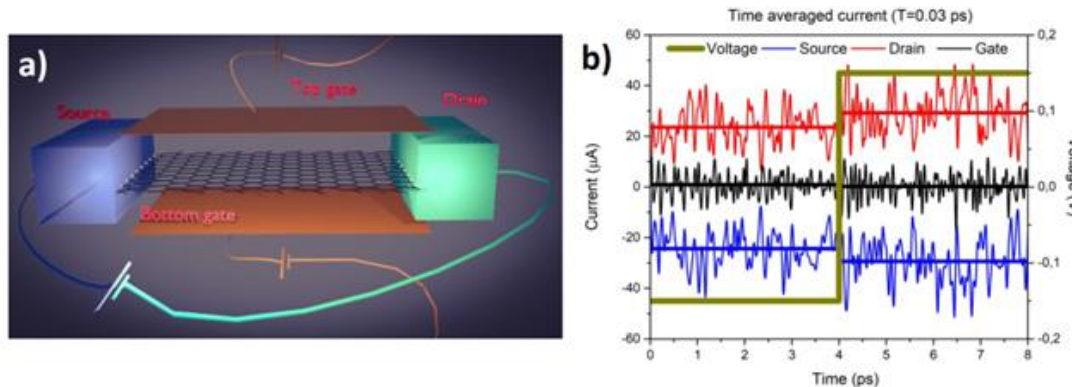 a)
Source
Top gate
Drain
Bottom gate
b)
Time averaged current (T=0.03 ps)
Voltage Source Drain Gate
60
40
20
0
-20
-40
-60
Current (μA)
0,2
0,1
0,0
-0,1
-0,2
Voltage (V)
0 1 2 3 4 5 6 7 8
Time (ps)